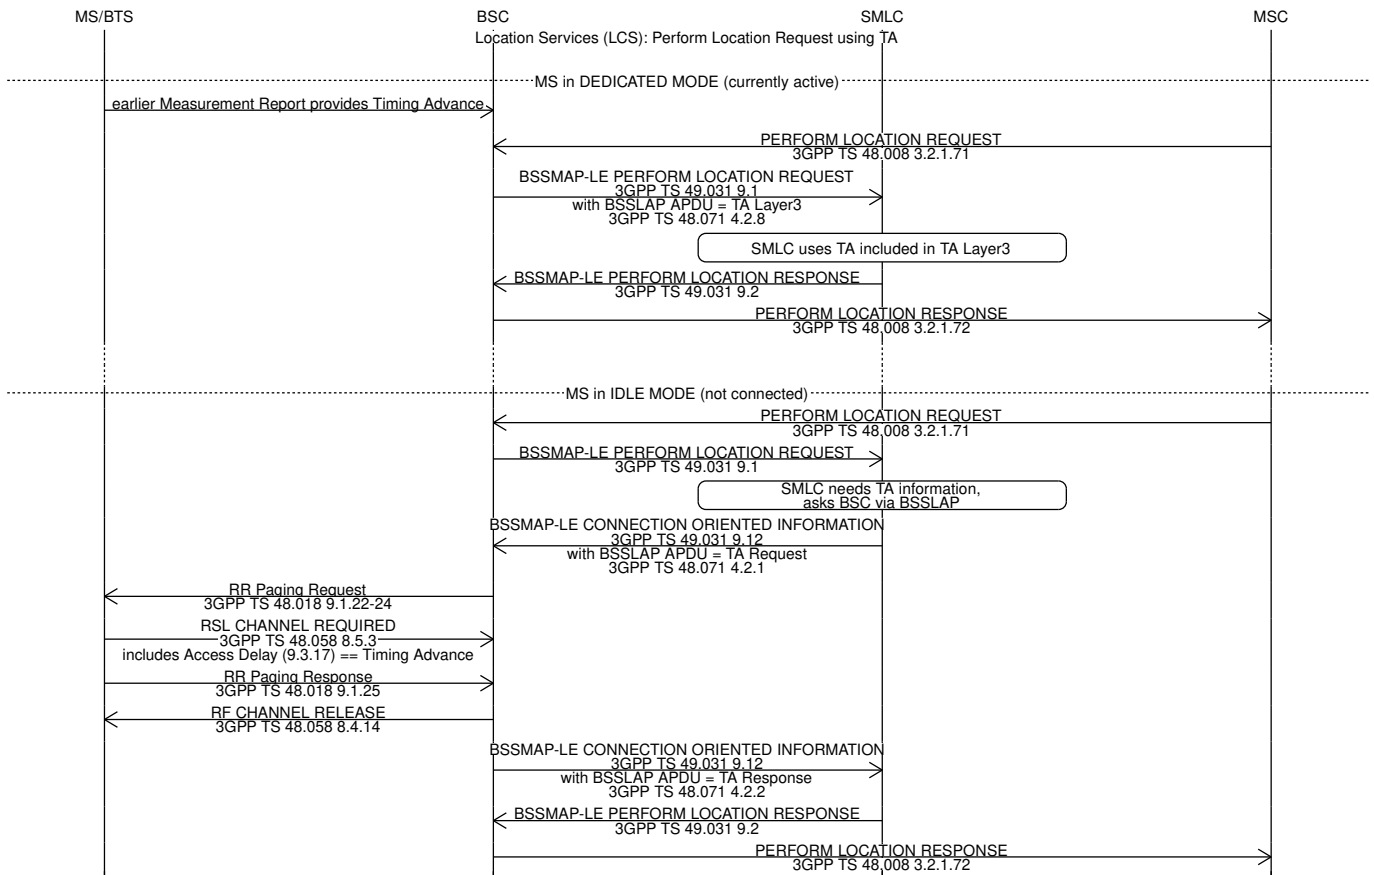 MS/BTS BSC SMLC MSC
Location Services (LCS): Perform Location Request using TA
MS in DEDICATED MODE (currently active)
earlier Measurement Report provides Timing Advance
PERFORM LOCATION REQUEST
3GPP TS 48.008 3.2.1.71
BSSMAP-LE PERFORM LOCATION REQUEST
3GPP TS 49.031 9.1
with BSSLAP APDU = TA Layer3
3GPP TS 48.071 4.2.8
SMLC uses TA included in TA Layer3
BSSMAP-LE PERFORM LOCATION RESPONSE
3GPP TS 49.031 9.2
PERFORM LOCATION RESPONSE
3GPP TS 48.008 3.2.1.72
MS in IDLE MODE (not connected)
PERFORM LOCATION REQUEST
3GPP TS 48.008 3.2.1.71
BSSMAP-LE PERFORM LOCATION REQUEST
3GPP TS 49.031 9.1
SMLC needs TA information,
asks BSC via BSSLAP
BSSMAP-LE CONNECTION ORIENTED INFORMATION
3GPP TS 49.031 9.12
with BSSLAP APDU = TA Request
3GPP TS 48.071 4.2.1
RR Paging Request
3GPP TS 48.018 9.1.22-24
RSL CHANNEL REQUIRED
3GPP TS 48.058 8.5.3
includes Access Delay (9.3.17) == Timing Advance
RR Paging Response
3GPP TS 48.018 9.1.25
RF CHANNEL RELEASE
3GPP TS 48.058 8.4.14
BSSMAP-LE CONNECTION ORIENTED INFORMATION
3GPP TS 49.031 9.12
with BSSLAP APDU = TA Response
3GPP TS 48.071 4.2.2
BSSMAP-LE PERFORM LOCATION RESPONSE
3GPP TS 49.031 9.2
PERFORM LOCATION RESPONSE
3GPP TS 48.008 3.2.1.72